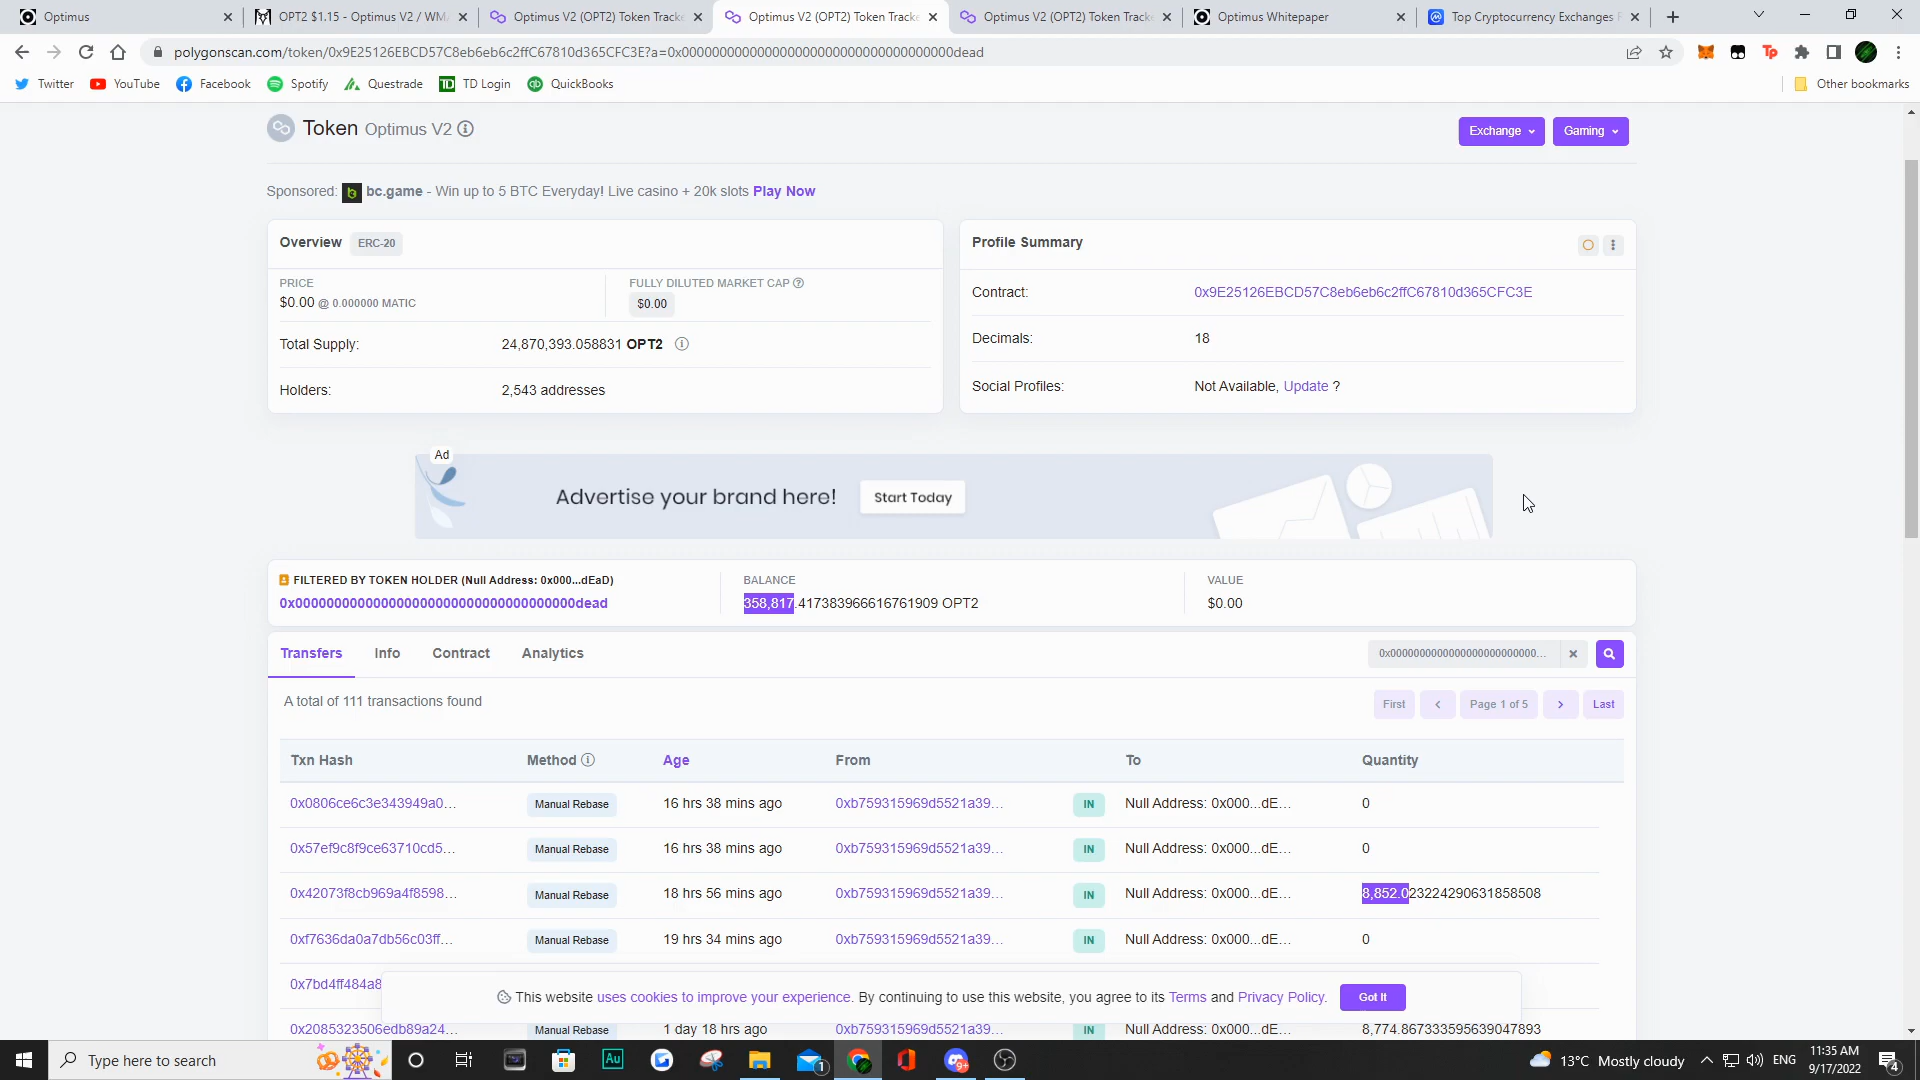 Optimus
OPT2 $1.15 - Optimus V2 / WMA
Optimus V2 (OPT2) Token Tracke
Optimus V2 (OPT2) Token Tracke
Optimus V2 (OPT2) Token Tracke
Optimus Whitepaper
Top Cryptocurrency Exchanges R
polygonscan.com/token/0x9E25126EBCD57C8eb6eb6c2ffC67810d365CFC3E?a=0x000000000000000000000000000000000000dead
Twitter
YouTube
Facebook
Spotify
Questrade
TD Login
QuickBooks
Other bookmarks
Token Optimus V2
Exchange
Gaming
Sponsored: bc.game - Win up to 5 BTC Everyday! Live casino + 20k slots Play Now
Overview ERC-20
PRICE
$0.00 @ 0.000000 MATIC
FULLY DILUTED MARKET CAP
$0.00
Total Supply: 24,870,393.058831 OPT2
Holders: 2,543 addresses
Profile Summary
Contract: 0x9E25126EBCD57C8eb6eb6c2ffC67810d365CFC3E
Decimals: 18
Social Profiles: Not Available, Update ?
Ad
Advertise your brand here!
Start Today
FILTERED BY TOKEN HOLDER (Null Address: 0x000...dEaD)
0x000000000000000000000000000000000000dead
BALANCE
358,817.417383966616761909 OPT2
VALUE
$0.00
Transfers Info Contract Analytics
0x0000000000000000000000000...
A total of 111 transactions found
First Page 1 of 5 Last
Txn Hash Method Age From To Quantity
0x0806ce6c3e343949a0... Manual Rebase 16 hrs 38 mins ago 0xb759315969d5521a39... IN Null Address: 0x000...dE... 0
0x57ef9c8f9ce63710cd5... Manual Rebase 16 hrs 38 mins ago 0xb759315969d5521a39... IN Null Address: 0x000...dE... 0
0x42073f8cb969a4f8598... Manual Rebase 18 hrs 56 mins ago 0xb759315969d5521a39... IN Null Address: 0x000...dE... 8,852.023224290631858508
0xf7636da0a7db56c03ff... Manual Rebase 19 hrs 34 mins ago 0xb759315969d5521a39... IN Null Address: 0x000...dE... 0
0x7bd4ff484a8
This website uses cookies to improve your experience. By continuing to use this website, you agree to its Terms and Privacy Policy.
Got It
0x2085323506edb89a24... Manual Rebase 1 day 18 hrs ago 0xb759315969d5521a39... IN Null Address: 0x000...dE... 8,774.867333595639047893
Type here to search
Au
1
9+
13°C Mostly cloudy
ENG
11:35 AM
9/17/2022
4